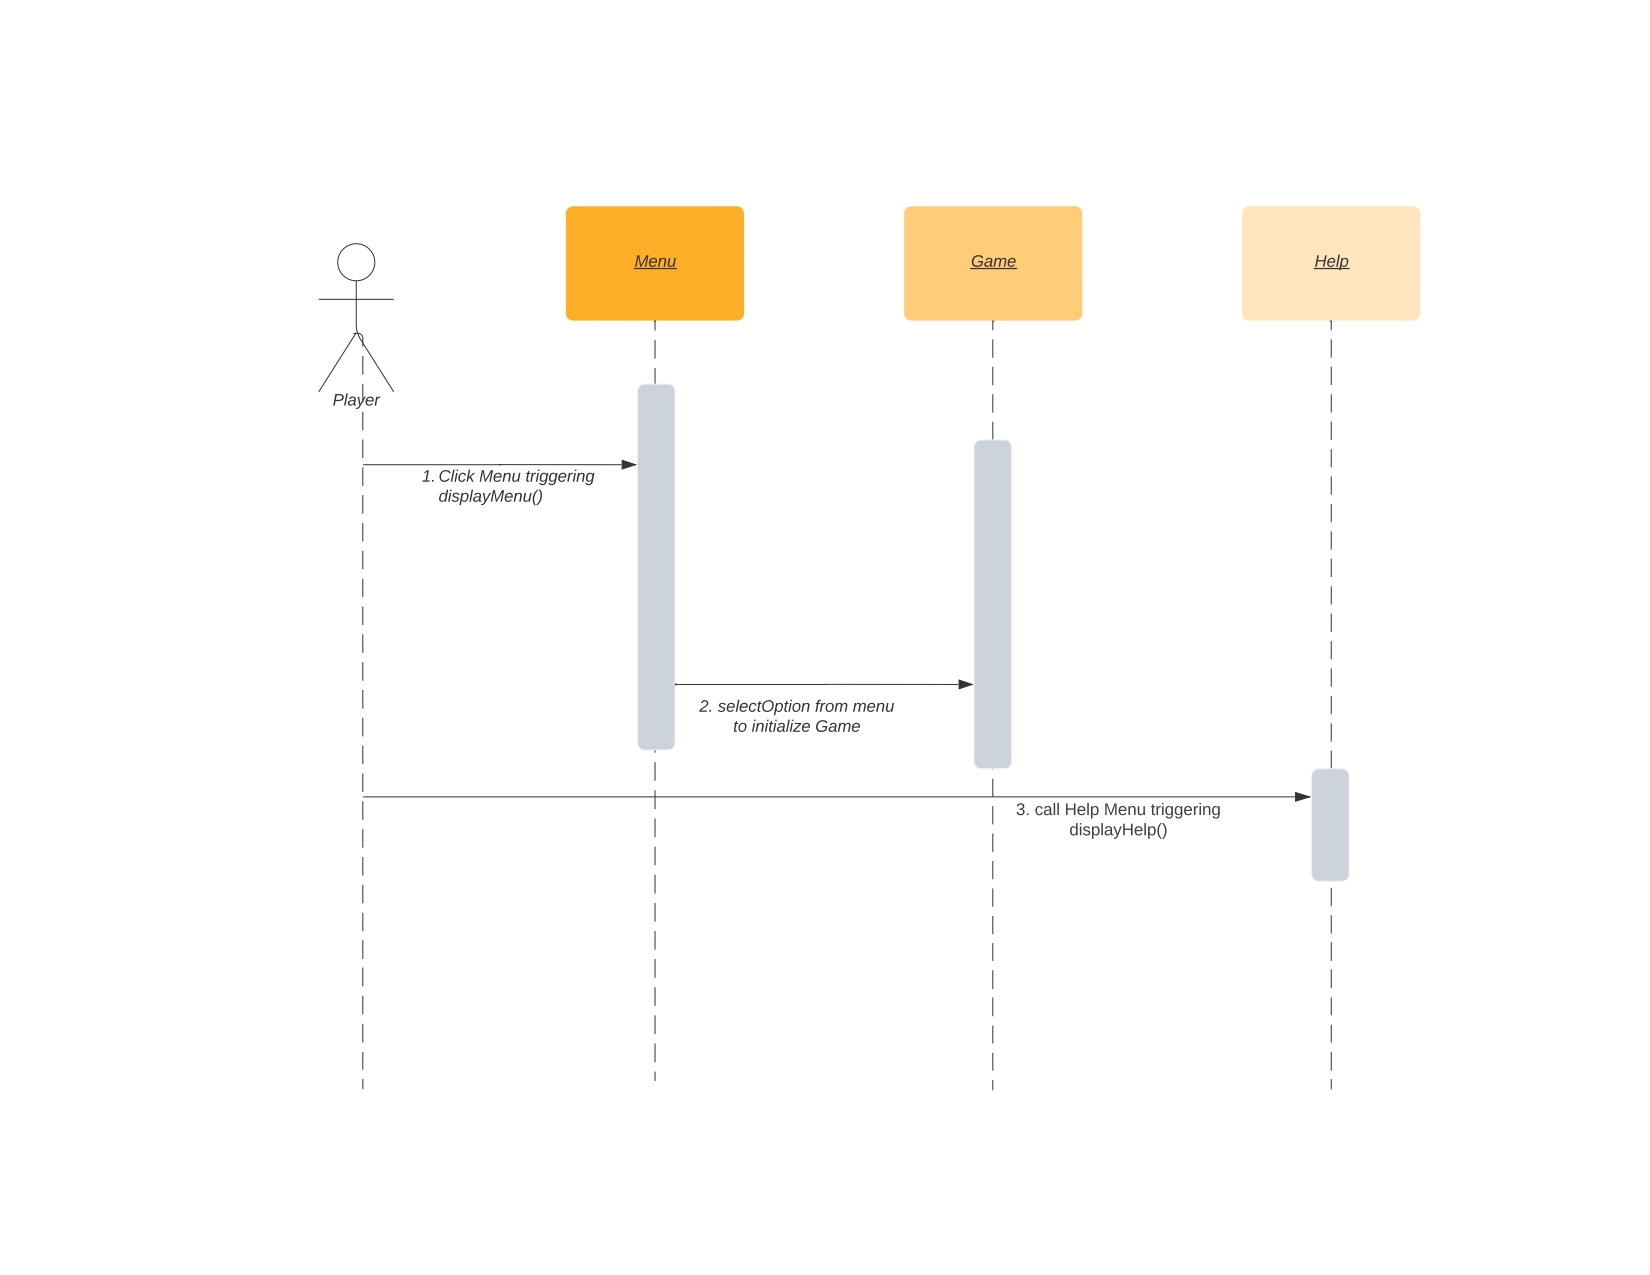 Menu
Game
Help
Player
1. Click Menu triggering
displayMenu()
2. selectOption from menu
to initialize Game
3. call Help Menu triggering
displayHelp()